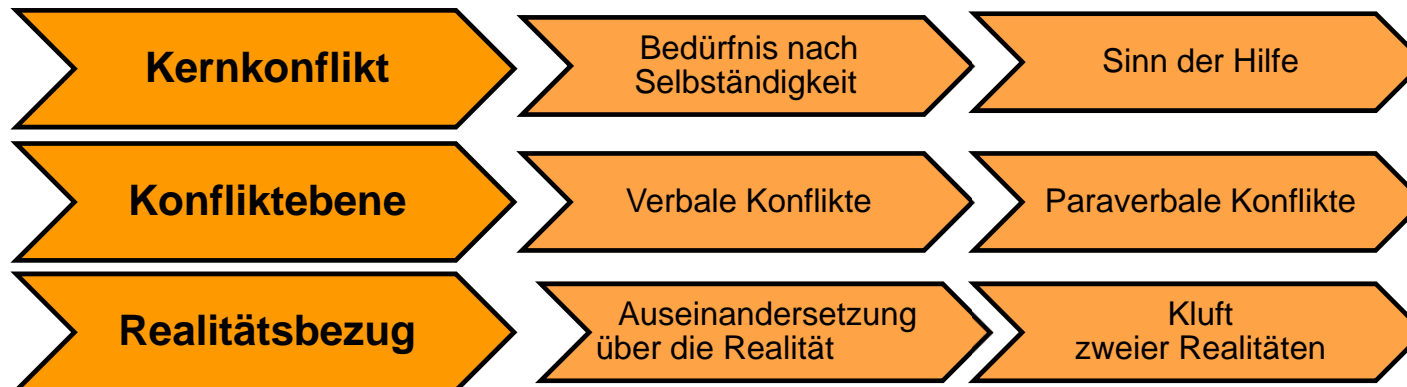 Kernkonflikt
Bedürfnis nach
Selbständigkeit
Sinn der Hilfe
Konfliktebene
Verbale Konflikte
Paraverbale Konflikte
Realitätsbezug
Auseinandersetzung
über die Realität
Kluft
zweier Realitäten